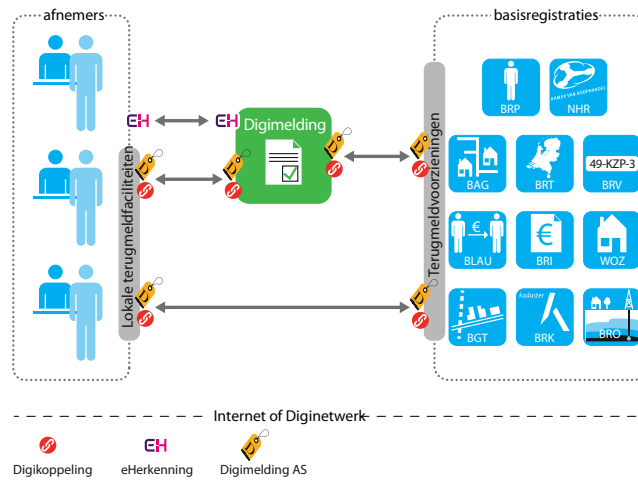 afnemers
basisregistraties
BRP
NHR
KAMER VAN KOOPHANDEL
EH
EH
Digimelding
Lokale terugmeldfaciliteiten
Terugmeldvoorzieningen
BAG
BRT
49-KZP-3
BRV
€
BLAU
€
BRI
WOZ
BGT
kadaster
BRK
BRO
Internet of Diginetwerk
EH
Digikoppeling
eHerkenning
Digimelding AS